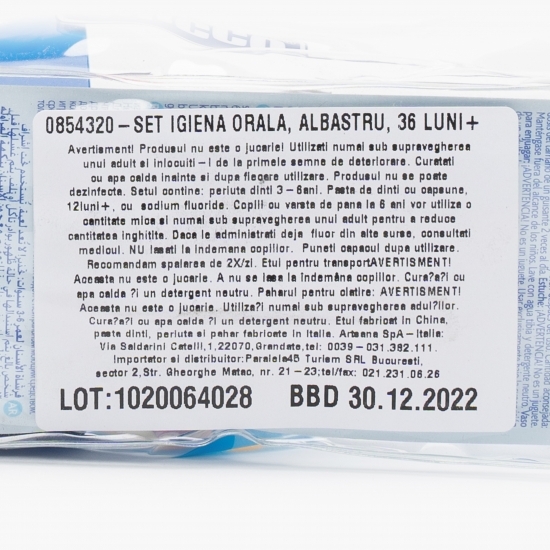 0854320 – SET IGIENA ORALA, ALBASTRU, 36 LUNI+
Avertisment! Produsul nu este o jucarie! Utilizati numai sub supravegherea
unui adult si inlocuiti – l de la primele semne de deteriorare. Curatati
cu apa calda inainte si dupa fiecare utilizare. Produsul nu se poate
dezinfecta. Setul contine: periuta dinti 3–6ani. Pasta de dinti cu capsune,
12luni+, cu sodium fluoride. Copiii cu varsta de pana la 6 ani vor utiliza o
cantitate mica si numai sub supravegherea unui adult pentru a reduce
cantitatea inghitita. Daca le administrati deja fluor din alte surse, consultati
medicul. NU lasati la indemana copiilor. Puneti capacul dupa utilizare.
Recomandam spalarea de 2X/zi. Etui pentru transportAVERTISMENT!
Aceasta nu este o jucarie. A nu se lasa la îndemâna copiilor. Cura?a?i cu
apa calda ?i un detergent neutru. Paharul pentru clatire: AVERTISMENT!
Aceasta nu este o jucarie. Utiliza?i numai sub supravegherea adul?ilor.
Cura?a?i cu apa calda ?i un detergent neutru. Etui fabricat în China,
pasta dinti, periuta si pahar fabricate in Italia. Artsana SpA – Italia:
Via Saldarini Catelli,1,22070,Grandate,tel: 0039 –031.382.111.
Importator si distribuitor:Paralela45 Turism SRL Bucuresti,
sector 2,Str. Gheorghe Matac, nr. 21 –23;tel/fax: 021.231.06.26
LOT:1020064028 BBD 30.12.2022